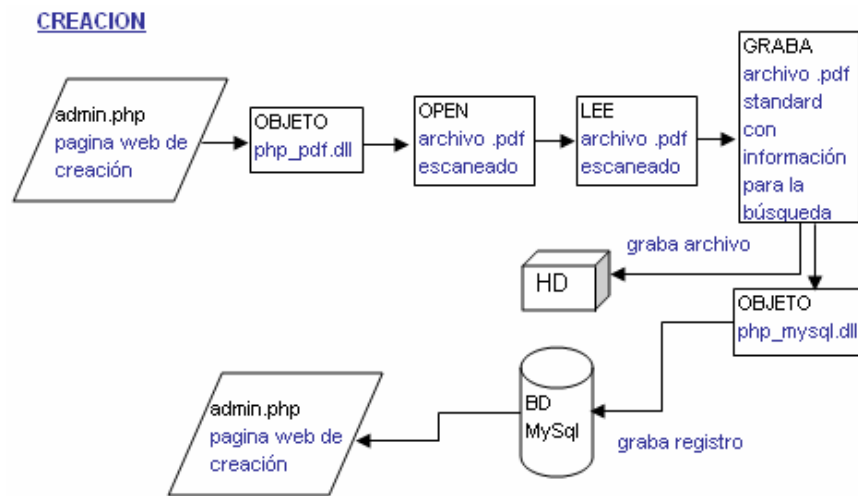 CREACION
admin.php
pagina web de
creación
OBJETO
php_pdf.dll
OPEN
archivo .pdf
escaneado
LEE
archivo .pdf
escaneado
GRABA
archivo .pdf
standard
con
información
para la
búsqueda
graba archivo
HD
OBJETO
php_mysql.dll
BD
MySql
graba registro
admin.php
pagina web de
creación